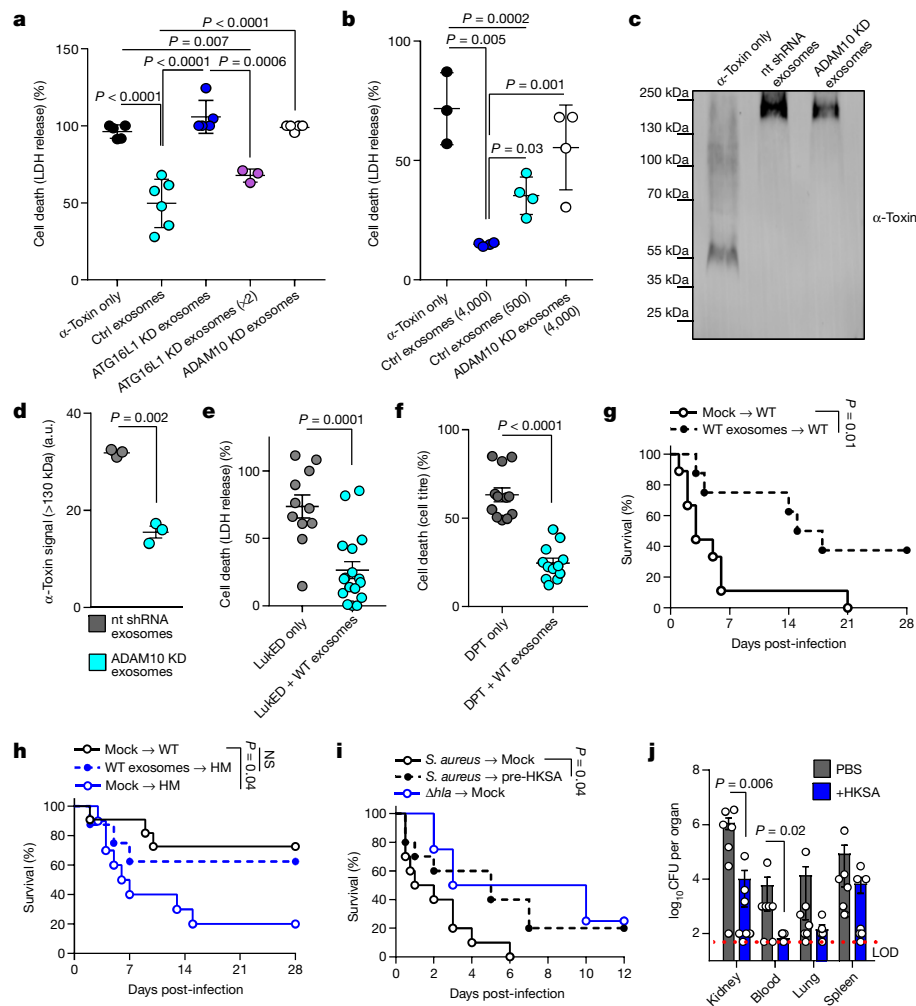 a
P < 0.0001
P = 0.007
<0.0001
P = 0.0006
P <0.0001
Cell death (LDH release) (%)
150
100
50
0
α-Toxin only
Ctrl exosomes
ATG16L1 KD exosomes
ATG16L1 KD exosomes (×2)
ADAM10 KD exosomes
b
P = 0.0002
P = 0.005
P = 0.001
P = 0.03
Cell death (LDH release) (%)
100
50
0
α-Toxin only
Ctrl exosomes (4,000)
Ctrl exosomes (500)
ADAM10 KD exosomes
(4,000)
c
α-Toxin only
nt shRNA
exosomes
ADAM10 KD
exosomes
250 kDa
130 kDa
100 kDa
70 kDa
55 kDa
35 kDa
25 kDa
α-Toxin
d
P = 0.002
α-Toxin signal (>130 kDa) (a.u.)
40
20
0
nt shRNA
exosomes
ADAM10 KD
exosomes
e
P = 0.0001
Cell death (LDH release) (%)
100
50
0
LukED only
LukED + WT exosomes
f
P < 0.0001
Cell death (cell titre) (%)
100
50
0
DPT only
DPT + WT exosomes
g
Mock → WT
WT exosomes → WT
P = 0.01
Survival (%)
100
80
60
40
20
0
0
7
14
21
28
Days post-infection
h
Mock → WT
WT exosomes → HM
Mock → HM
P = 0.04
NS
Survival (%)
100
80
60
40
20
0
0
7
14
21
28
Days post-infection
i
S. aureus → Mock
S. aureus → pre-HKSA
Δhla → Mock
P = 0.04
Survival (%)
100
80
60
40
20
0
0
2
4
6
8
10
12
Days post-infection
j
PBS
+HKSA
P = 0.006
P = 0.02
log10CFU per organ
8
6
4
2
LOD
Kidney
Blood
Lung
Spleen